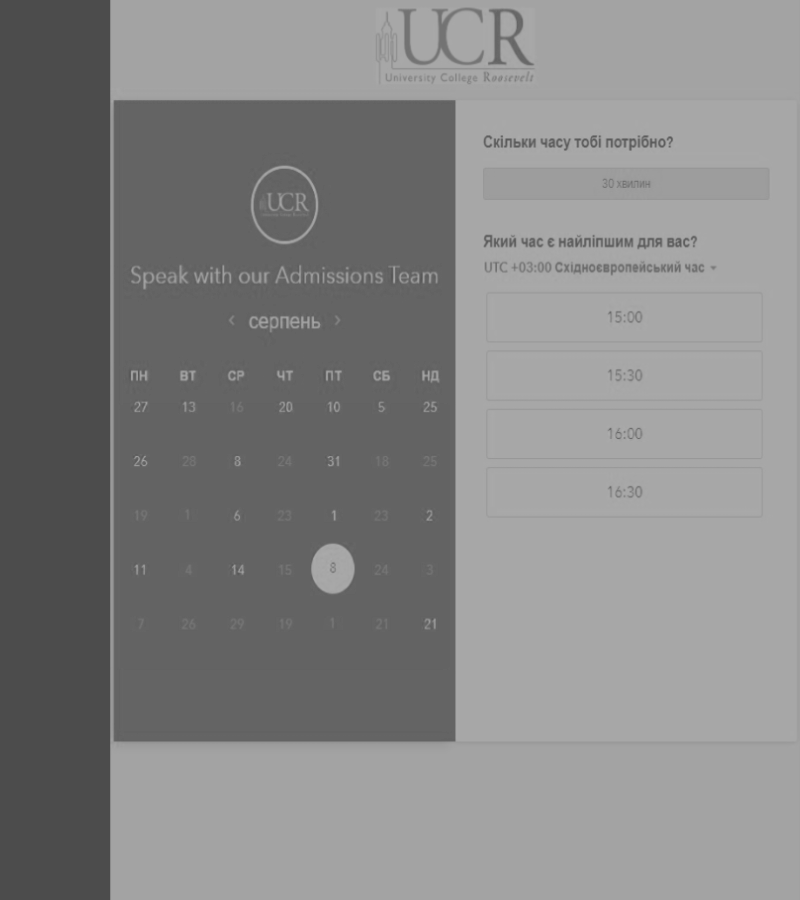 UCR
University College Roosevelt
UCR
Speak with our Admissions Team
< серпень >
ПН ВТ СР ЧТ ПТ СБ НД
27 13 16 20 10 5 25
26 28 8 24 31 18 25
19 1 6 23 1 23 2
11 4 14 15 8 24 3
7 26 29 19 1 21 21
Скільки часу тобі потрібно?
30 хвилин
Який час є найліпшим для вас?
UTC +03:00 Східноєвропейський час
15:00
15:30
16:00
16:30